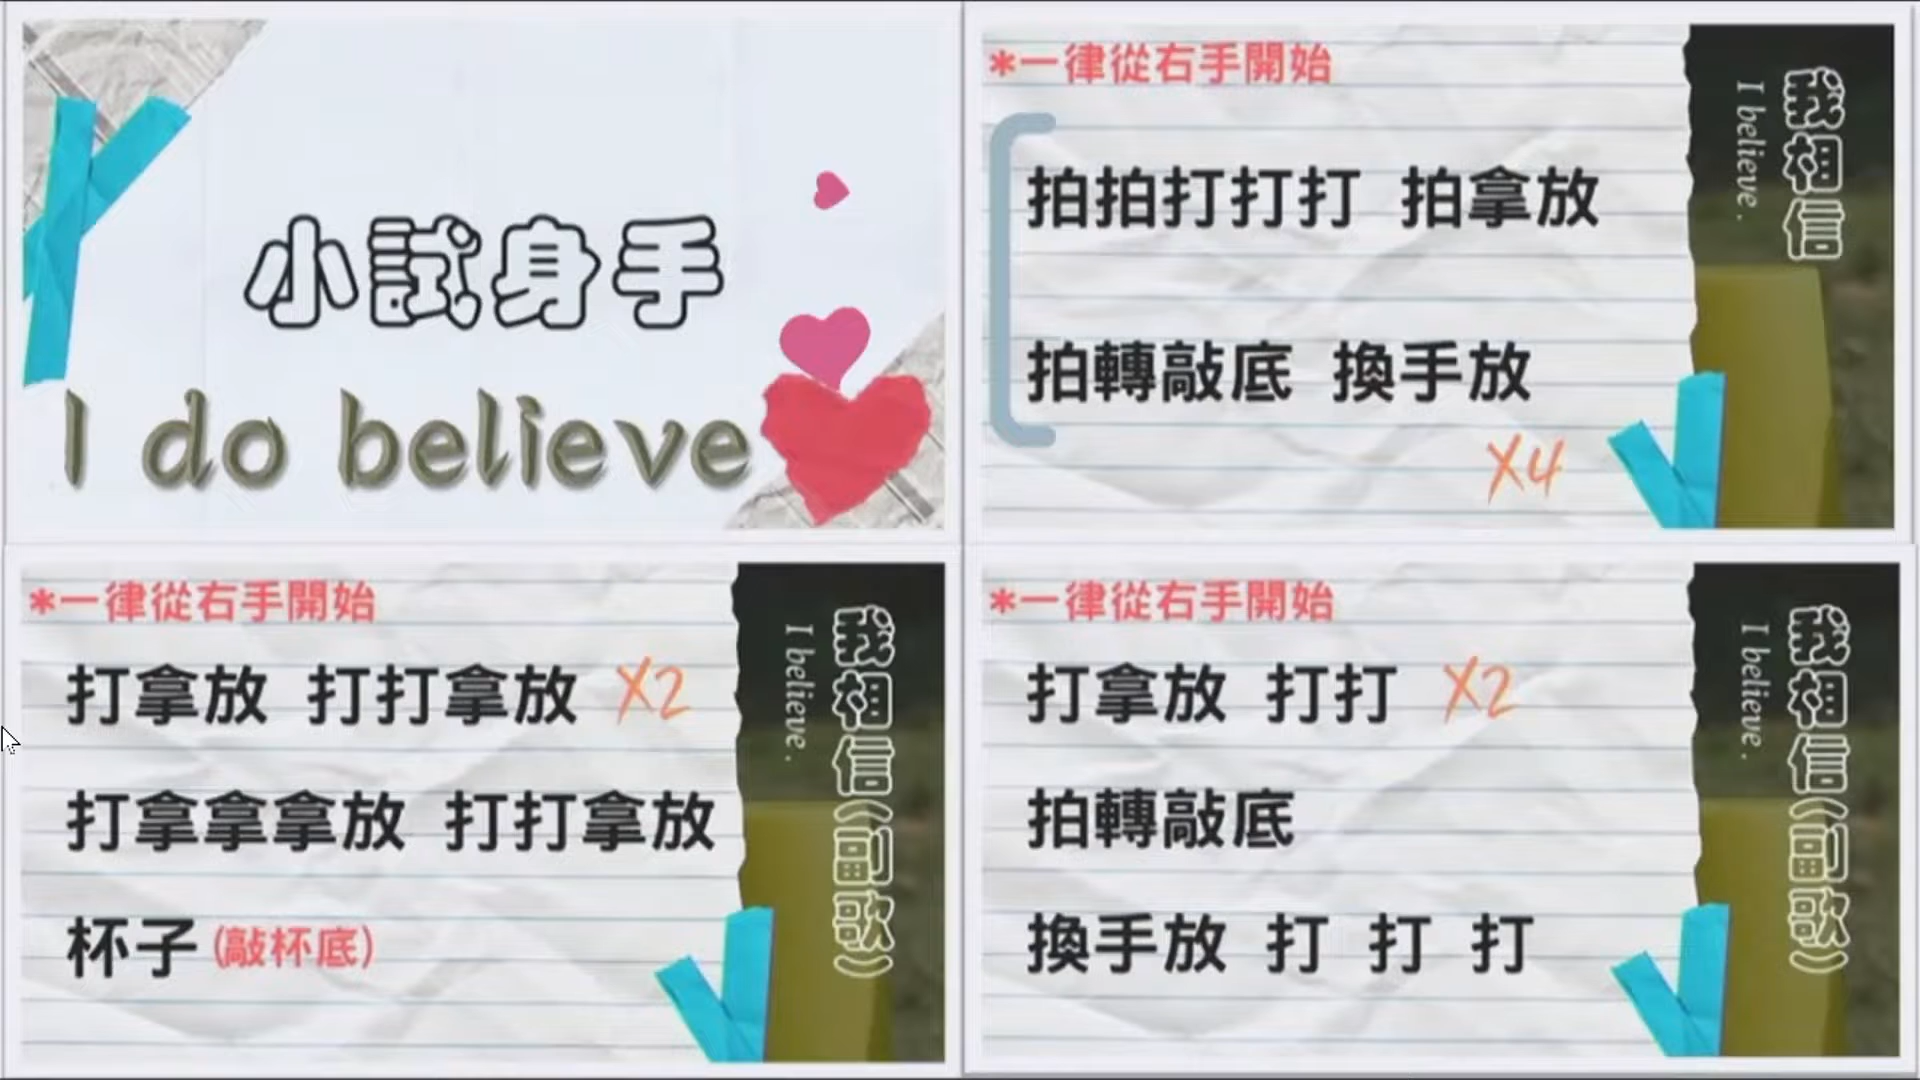 小試身手
I do believe
*一律從右手開始
拍拍打打打 拍拿放
拍轉敲底 換手放
X4
我相信
I believe.
*一律從右手開始
打拿放 打打拿放 X2
打拿拿拿放 打打拿放
杯子(敲杯底)
我相信(副歌)
I believe.
*一律從右手開始
打拿放 打打 X2
拍轉敲底
換手放 打 打 打
我相信(副歌)
I believe.